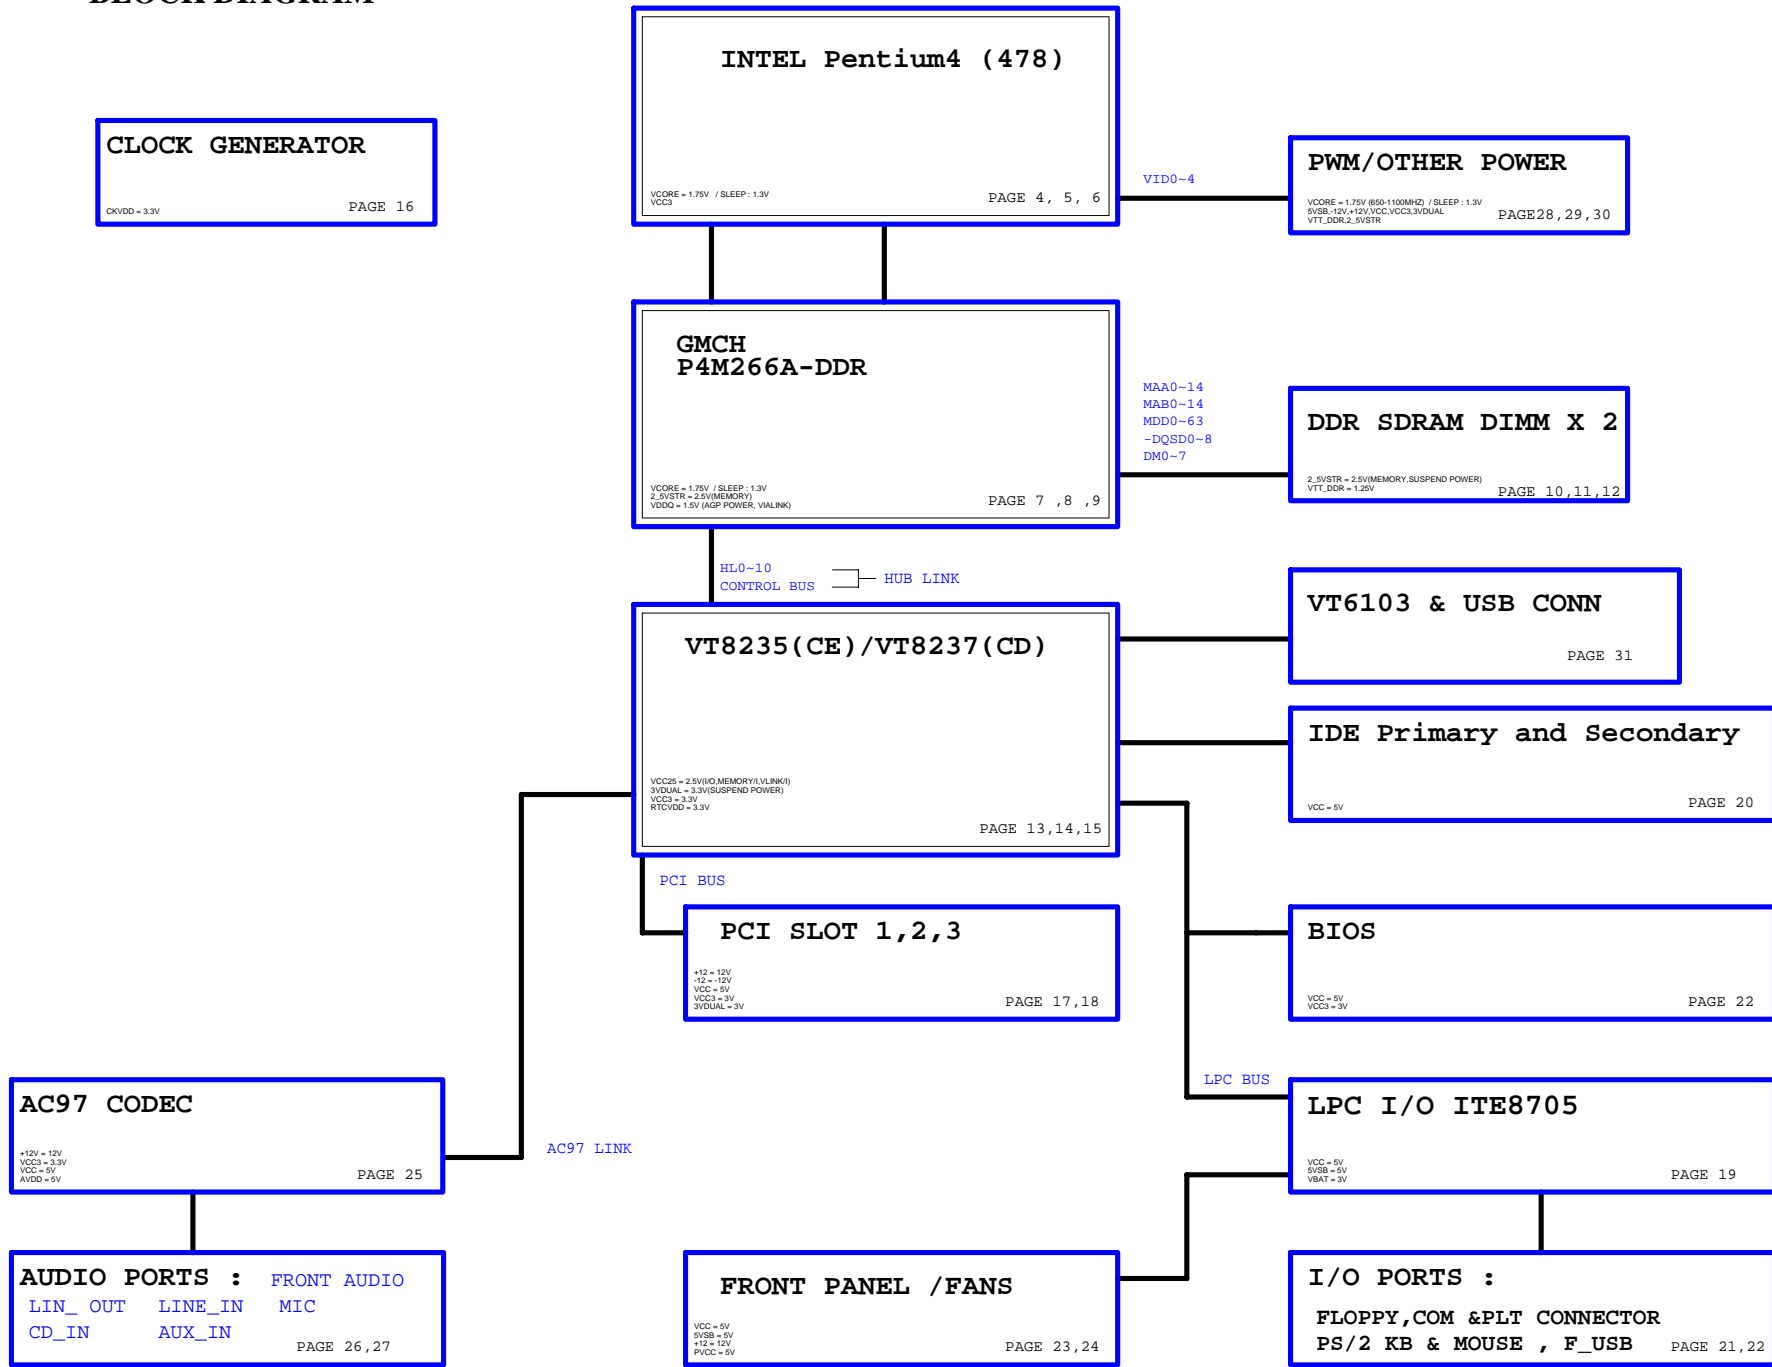 BLOCK DIAGRAM
INTEL Pentium4 (478)
VCORE = 1.75V / SLEEP : 1.3V
VCC3
PAGE 4, 5, 6
CLOCK GENERATOR
CKVDD = 3.3V
PAGE 16
VID0~4
PWM/OTHER POWER
VCORE = 1.75V (650-1100MHZ) / SLEEP : 1.3V
5VSB,-12V,+12V,VCC,VCC3,3VDUAL
VTT_DDR,2_5VSTR
PAGE28,29,30
GMCH
P4M266A-DDR
VCORE = 1.75V / SLEEP : 1.3V
2_5VSTR = 2.5V(MEMORY)
VDDQ = 1.5V (AGP POWER, VIALINK)
PAGE 7 ,8 ,9
MAA0~14
MAB0~14
MDD0~63
-DQSD0~8
DM0~7
DDR SDRAM DIMM X 2
2_5VSTR = 2.5V(MEMORY,SUSPEND POWER)
VTT_DDR = 1.25V
PAGE 10,11,12
HL0~10
CONTROL BUS
HUB LINK
VT8235(CE)/VT8237(CD)
VCC25 = 2.5V(I/O,MEMORY/I,VLINK/I)
3VDUAL = 3.3V(SUSPEND POWER)
VCC3 = 3.3V
RTCVDD = 3.3V
PAGE 13,14,15
VT6103 & USB CONN
PAGE 31
IDE Primary and Secondary
VCC = 5V
PAGE 20
PCI BUS
PCI SLOT 1,2,3
+12 = 12V
-12 = -12V
VCC = 5V
VCC3 = 3V
3VDUAL = 3V
PAGE 17,18
BIOS
VCC = 5V
VCC3 = 3V
PAGE 22
LPC BUS
LPC I/O ITE8705
VCC = 5V
5VSB = 5V
VBAT = 3V
PAGE 19
AC97 CODEC
+12V = 12V
VCC3 = 3.3V
VCC = 5V
AVDD = 5V
PAGE 25
AC97 LINK
AUDIO PORTS : FRONT AUDIO
LIN_ OUT LINE_IN MIC
CD_IN AUX_IN
PAGE 26,27
FRONT PANEL /FANS
VCC = 5V
5VSB = 5V
+12 = 12V
PVCC = 5V
PAGE 23,24
I/O PORTS :
FLOPPY,COM &PLT CONNECTOR
PS/2 KB & MOUSE , F_USB
PAGE 21,22